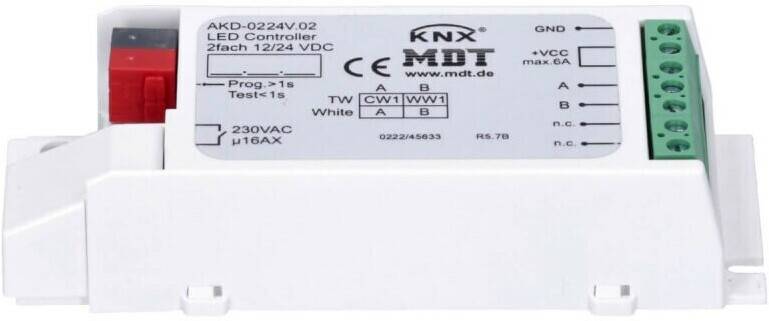 AKD-0224V.02
LED Controller
2fach 12/24 VDC
Prog.>1s
Test<1s
230VAC
µ16AX
KNX®
MDT
CE
www.mdt.de
A B
TW CW1 WW1
White A B
0222/45633 R5.7B
GND
+VCC
max.6A
A
B
n.c.
n.c.